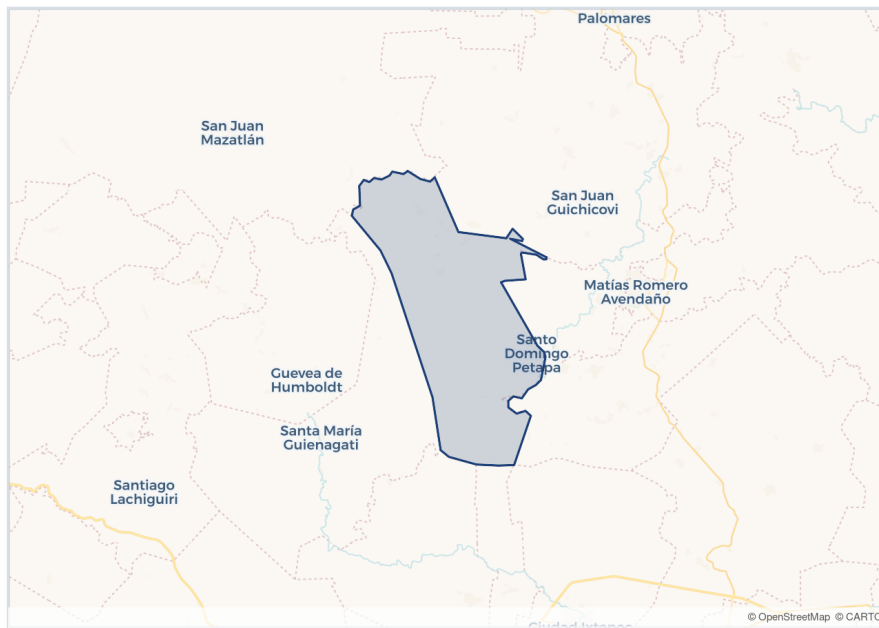 Palomares
San Juan
Mazatlán
San Juan
Guichicovi
Matías Romero
Avendaño
Santo
Domingo
Petapa
Guevea de
Humboldt
Santa María
Guienagati
Santiago
Lachiguiri
© OpenStreetMap © CARTO